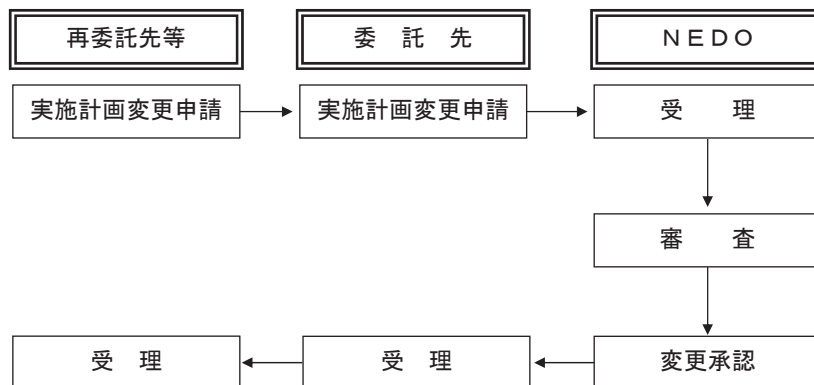 再委託先等
委　託　先
ＮＥＤＯ
実施計画変更申請
実施計画変更申請
受　　理
審　　査
受　理
受　理
変更承認